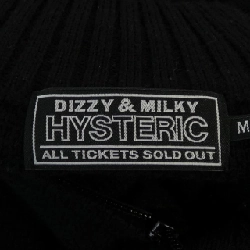 DIZZY & MILKY
HYSTERIC
M
ALL TICKETS SOLD OUT